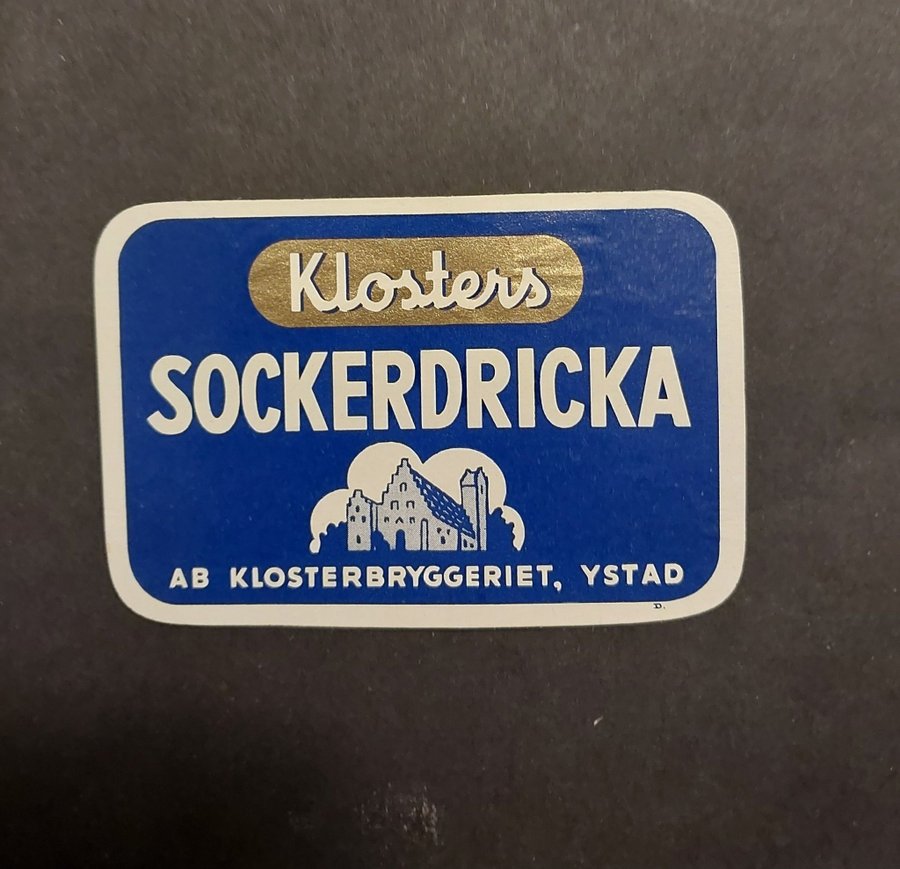 Klosters
SOCKERDRICKA
AB KLOSTERBRYGGERIET, YSTAD
D.